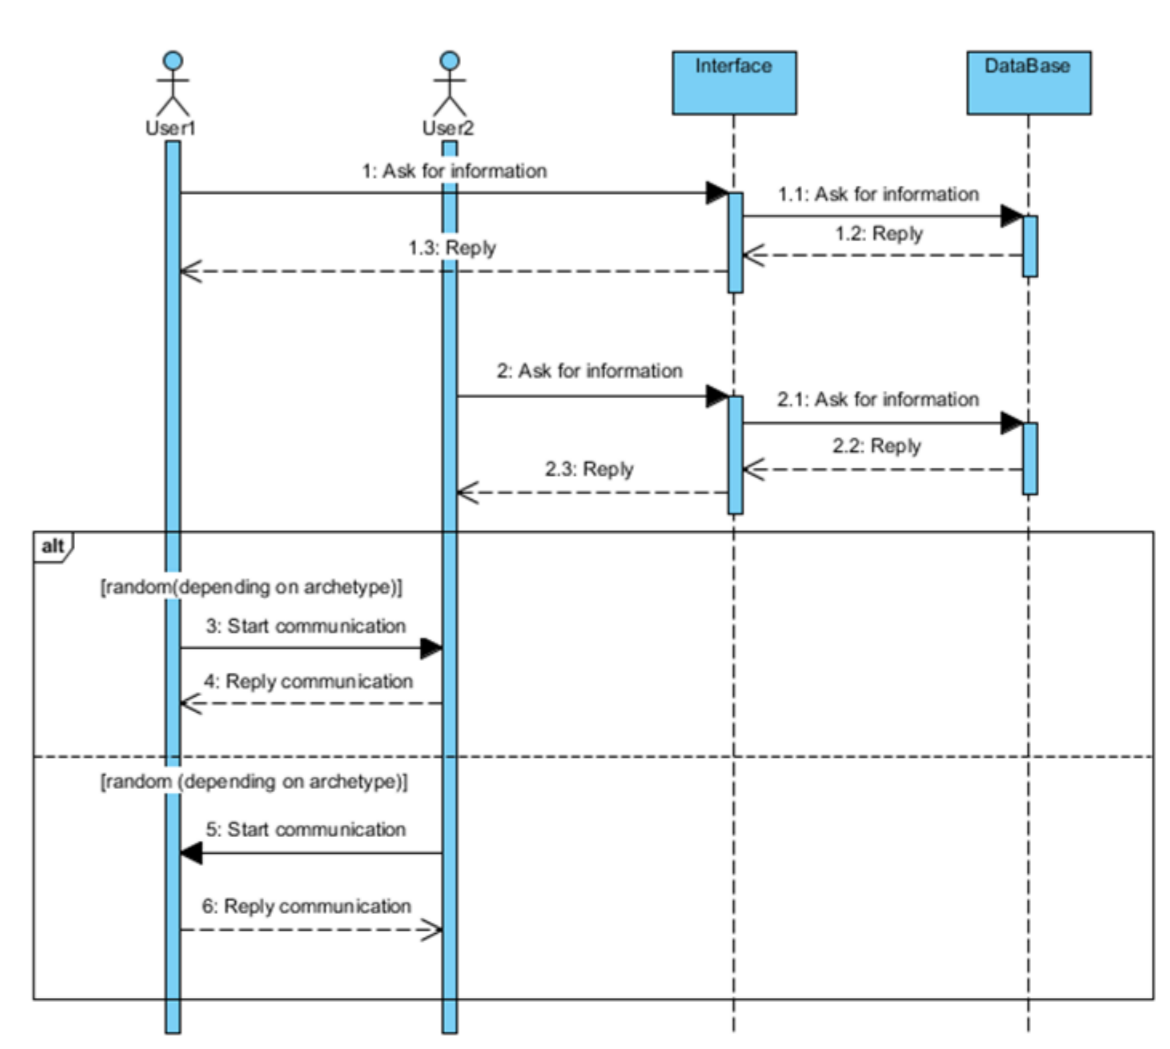 Interface
DataBase
User1
User2
1: Ask for information
1.1: Ask for information
1.2: Reply
1.3: Reply
2: Ask for information
2.1: Ask for information
2.2: Reply
2.3: Reply
alt
[random(depending on archetype)]
3: Start communication
4: Reply communication
[random (depending on archetype)]
5: Start communication
6: Reply communication